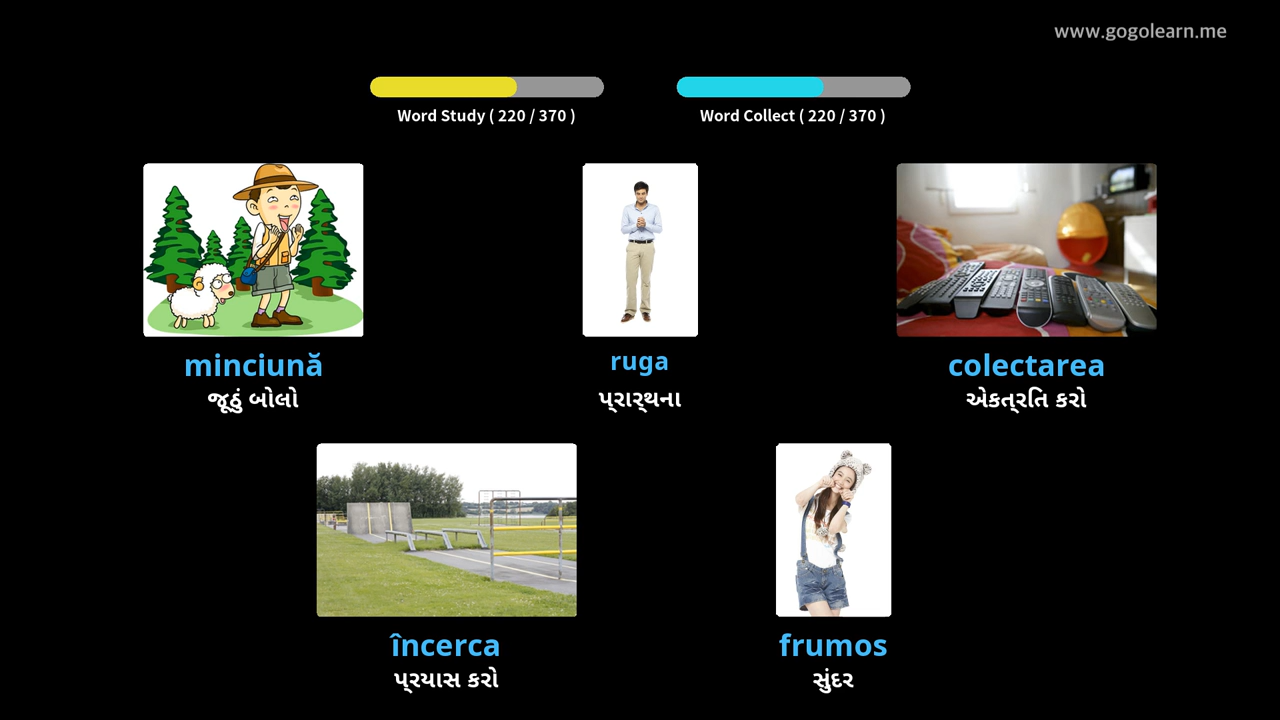 www.gogolearn.me
Word Study ( 220 / 370 )
Word Collect ( 220 / 370 )
minciună
જૂઠું બોલો
ruga
પ્રાર્થના
colectarea
એકત્રતિ કરો
încerca
પ્રયાસ કરો
frumos
સુંદર